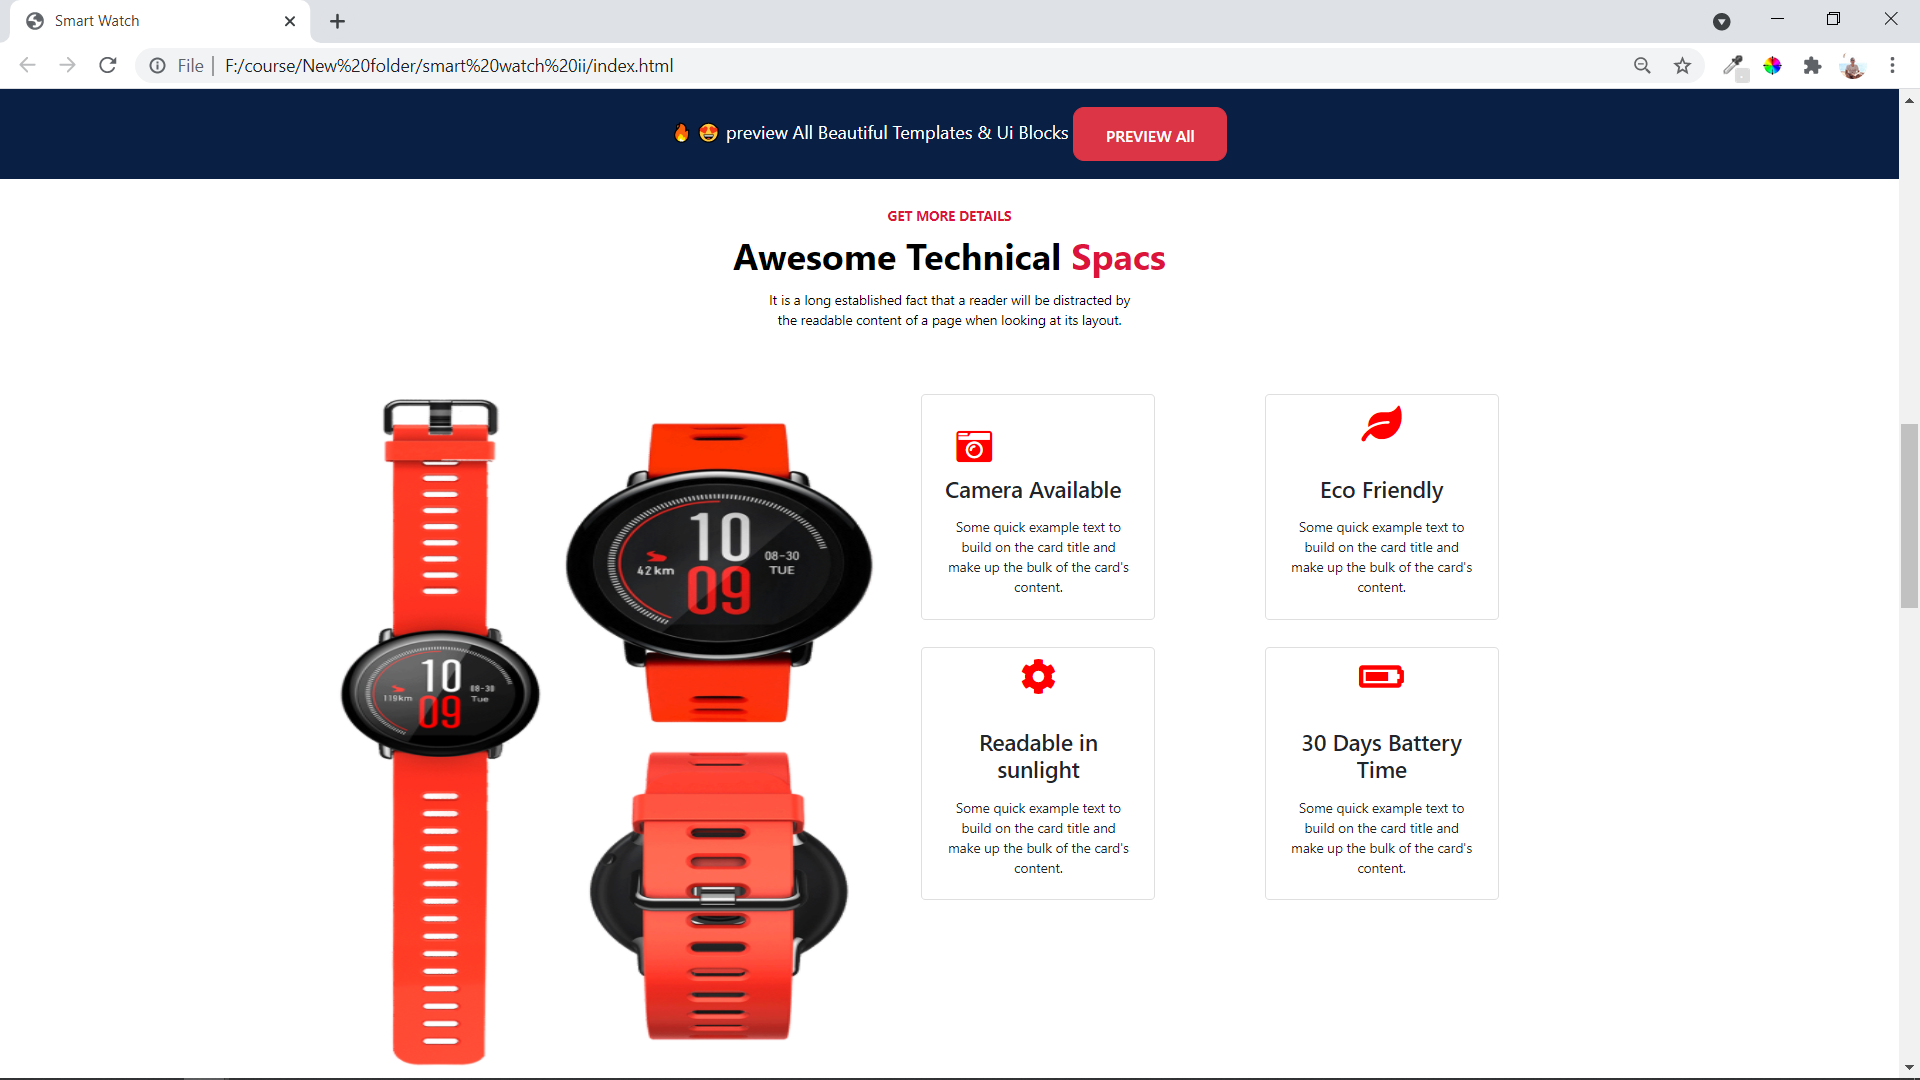 Smart Watch
File | F:/course/New%20folder/smart%20watch%20ii/index.html
🔥 😍 preview All Beautiful Templates & Ui Blocks PREVIEW All
GET MORE DETAILS
Awesome Technical Spacs
It is a long established fact that a reader will be distracted by
the readable content of a page when looking at its layout.
10
09
42km
08-30
TUE
10
09
119km
08-30
Tue
Camera Available
Some quick example text to
build on the card title and
make up the bulk of the card's
content.
Eco Friendly
Some quick example text to
build on the card title and
make up the bulk of the card's
content.
Readable in
sunlight
Some quick example text to
build on the card title and
make up the bulk of the card's
content.
30 Days Battery
Time
Some quick example text to
build on the card title and
make up the bulk of the card's
content.